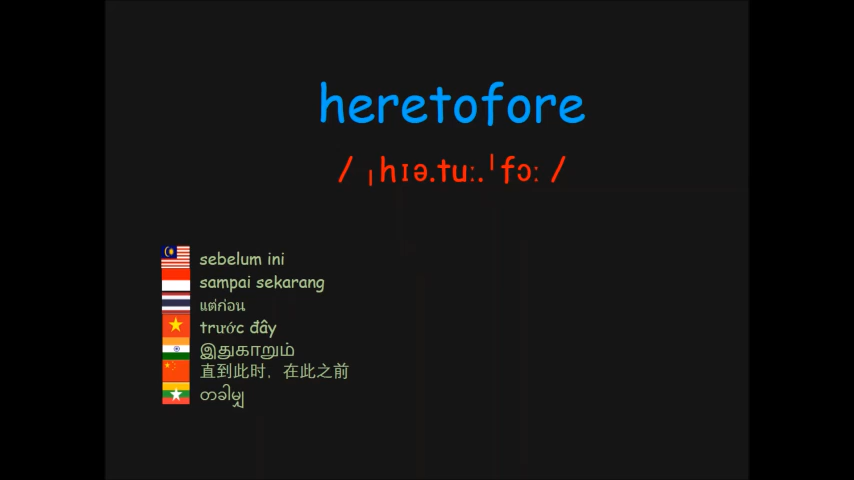 heretofore
/ ˌhɪə.tuː.ˈfɔː /
sebelum ini
sampai sekarang
แต่ก่อน
trước đây
இதுகாறும்
直到此时，在此之前
တခါမျှ